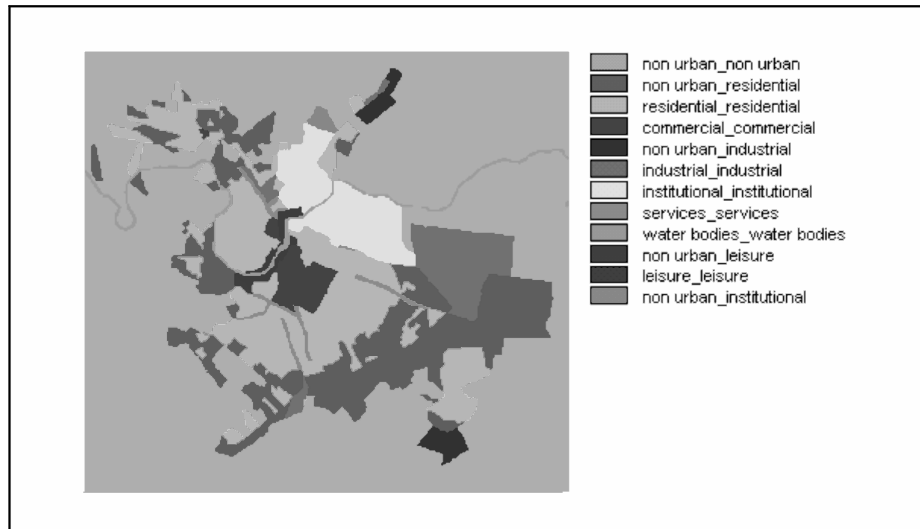 non urban_non urban
non urban_residential
residential_residential
commercial_commercial
non urban_industrial
industrial_industrial
institutional_institutional
services_services
water bodies_water bodies
non urban_leisure
leisure_leisure
non urban_institutional